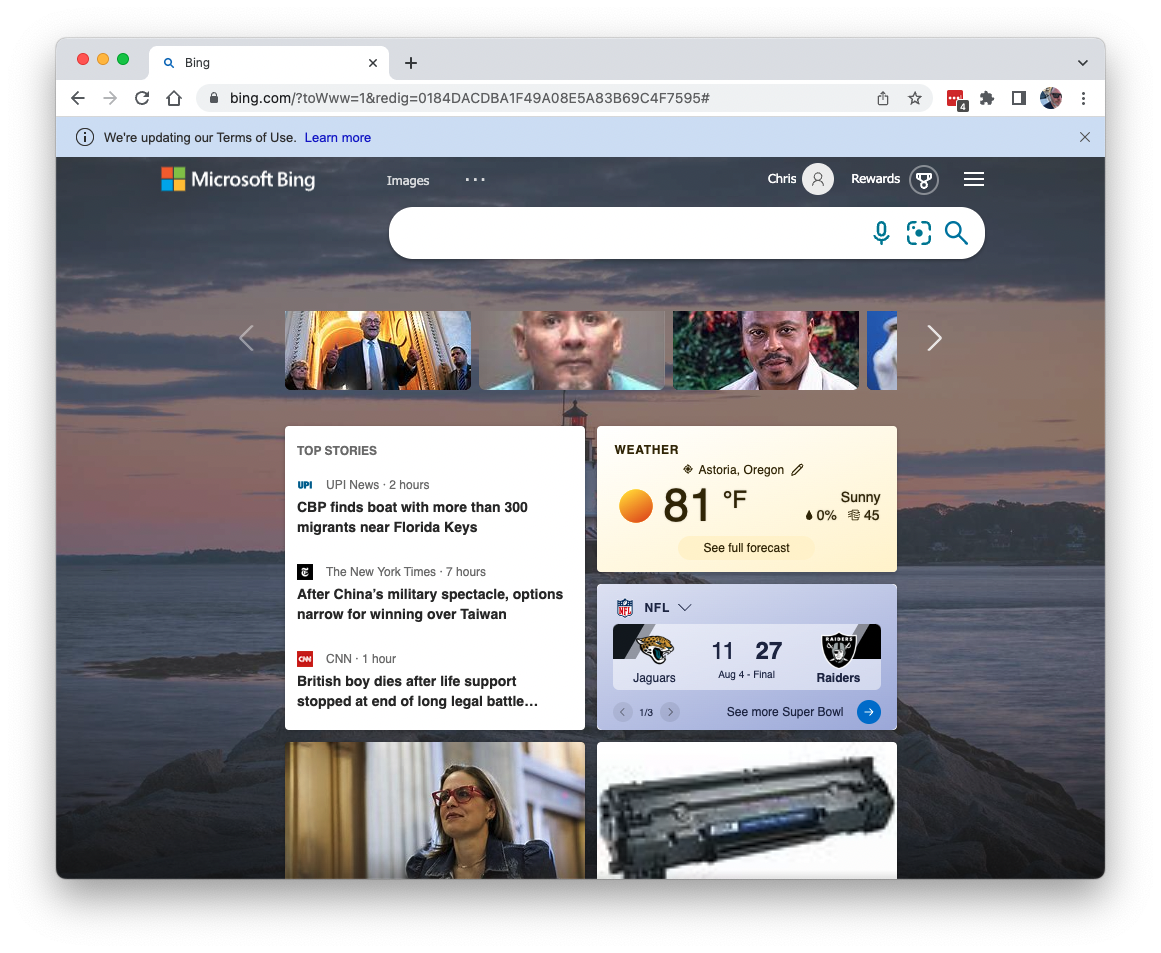 Bing
bing.com/?toWww=1&redig=0184DACDBA1F49A08E5A83B69C4F7595#
4
We're updating our Terms of Use. Learn more
Microsoft Bing
Images
Chris
Rewards
TOP STORIES
UPI UPI News · 2 hours
CBP finds boat with more than 300
migrants near Florida Keys
The New York Times · 7 hours
After China’s military spectacle, options
narrow for winning over Taiwan
CNN CNN · 1 hour
British boy dies after life support
stopped at end of long legal battle…
WEATHER
Astoria, Oregon
81 °F
Sunny
0% 45
See full forecast
NFL NFL
RAIDERS
11 27
Jaguars
Aug 4 - Final
Raiders
1/3
See more Super Bowl